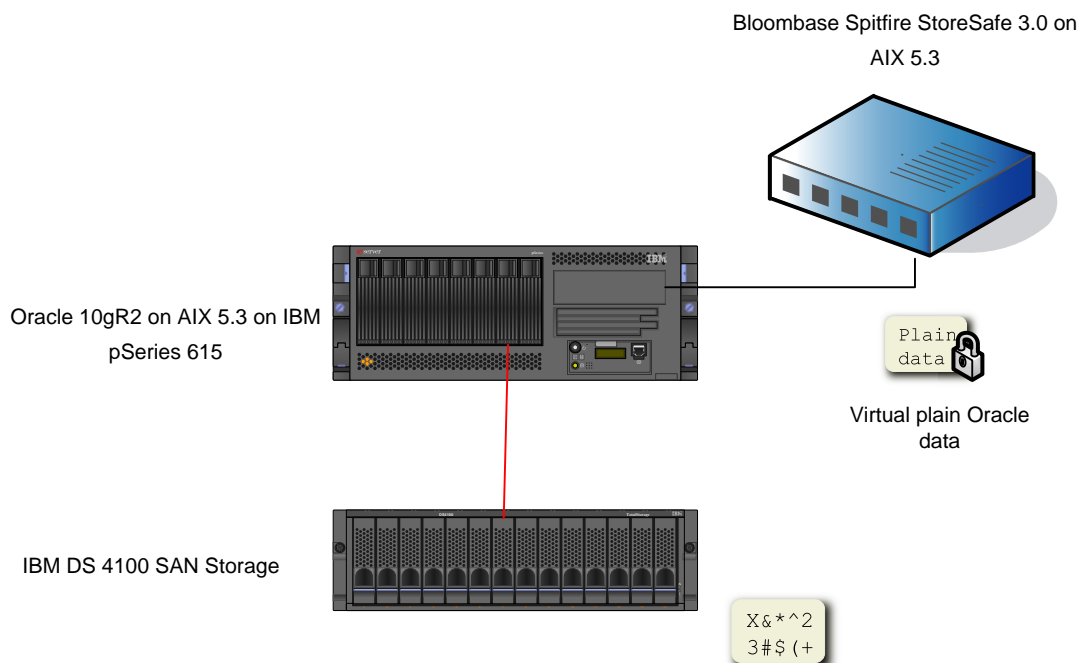 Bloombase Spitfire StoreSafe 3.0 on
AIX 5.3
IBM
Oracle 10gR2 on AIX 5.3 on IBM
pSeries 615
Plain
data
Virtual plain Oracle
data
IBM DS 4100 SAN Storage
X&*^2
3#$(+